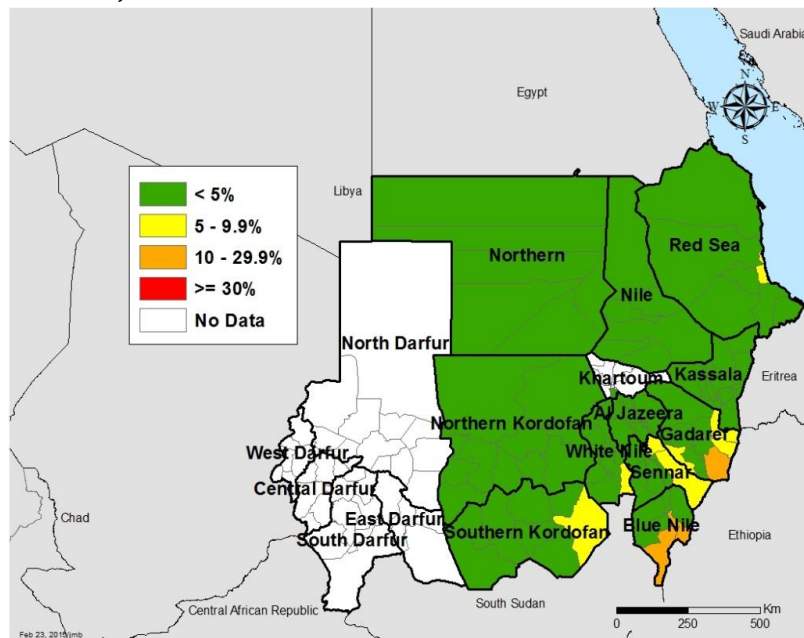 Saudi Arabia
N
W E
S
Egypt
Libya
< 5%
5 - 9.9%
10 - 29.9%
>= 30%
No Data
Red Sea
Northern
Nile
North Darfur
Khartoum
Kassala
Eritrea
Northern Kordofan
Al Jazeera
Gadarer
West Darfur
White Nile
Sennar
Central Darfur
East Darfur
Blue Nile
Chad
South Darfur
Southern Kordofan
Ethiopia
Central African Republic
South Sudan
Km
0 250 500